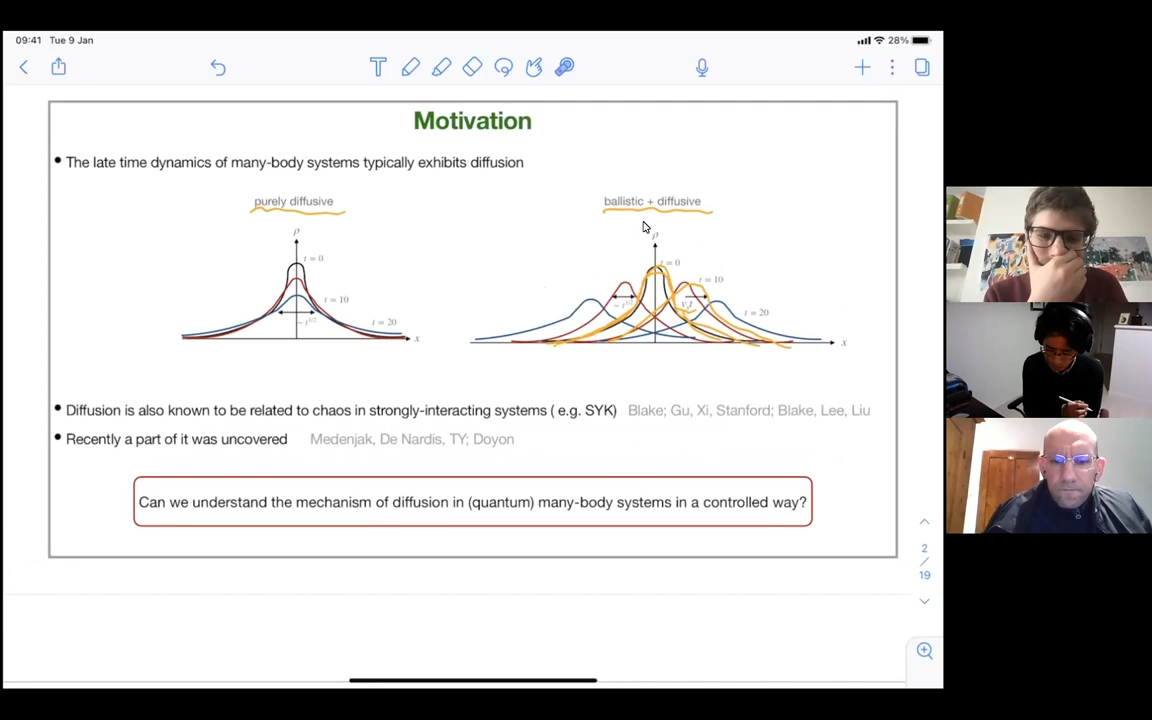 09:41 Tue 9 Jan
28%
Motivation
• The late time dynamics of many-body systems typically exhibits diffusion
purely diffusive
ballistic + diffusive
ρ
t = 0
t = 10
~ t^{1/2}
t = 20
x
ρ
t = 0
t = 10
t = 20
x
• Diffusion is also known to be related to chaos in strongly-interacting systems ( e.g. SYK) Blake; Gu, Xi, Stanford; Blake, Lee, Liu
• Recently a part of it was uncovered Medenjak, De Nardis, TY; Doyon
Can we understand the mechanism of diffusion in (quantum) many-body systems in a controlled way?
2
/
19